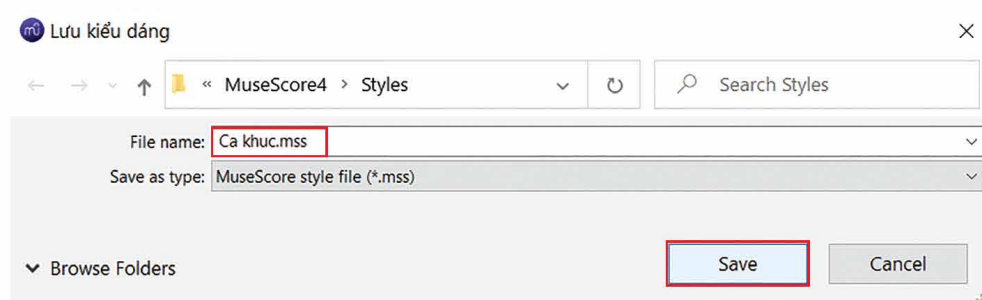 Lưu kiểu dáng
« MuseScore4 > Styles Search Styles
File name: Ca khuc.mss
Save as type: MuseScore style file (*.mss)
Browse Folders Save Cancel